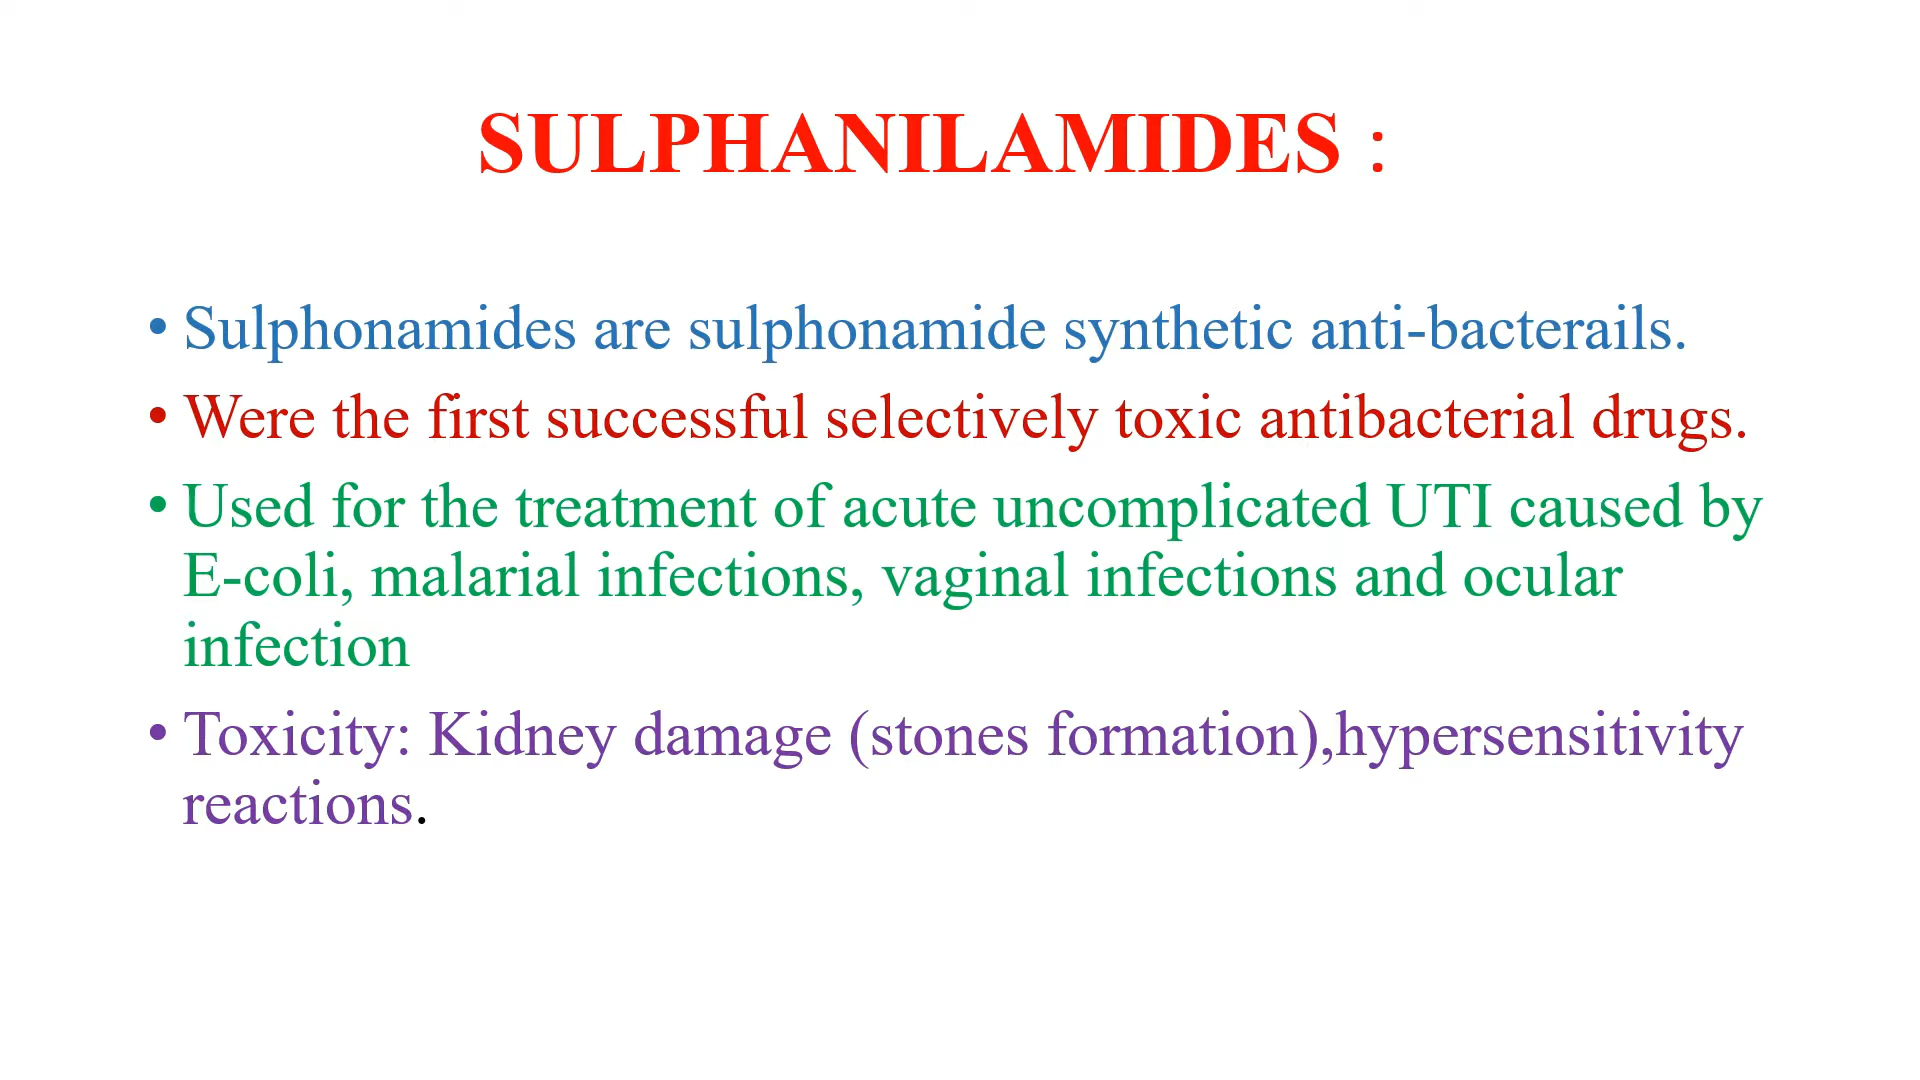 SULPHANILAMIDES :
• Sulphonamides are sulphonamide synthetic anti-bacterails.
• Were the first successful selectively toxic antibacterial drugs.
• Used for the treatment of acute uncomplicated UTI caused by
E-coli, malarial infections, vaginal infections and ocular
infection
• Toxicity: Kidney damage (stones formation),hypersensitivity
reactions.